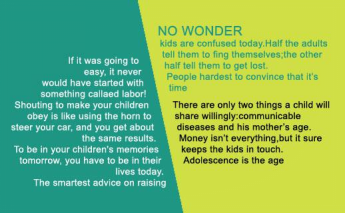 If it was going to
easy, it never
would have started with
something callaed labor!
Shouting to make your children
obey is like using the horn to
steer your car, and you get about
the same results.
To be in your children's memories
tomorrow, you have to be in their
lives today.
The smartest advice on raising
NO WONDER
kids are confused today.Half the adults
tell them to fing themselves;the other
half tell them to get lost.
People hardest to convince that it's
time
There are only two things a child will
share willingly:communicable
diseases and his mother's age.
Money isn't everything,but it sure
keeps the kids in touch.
Adolescence is the age